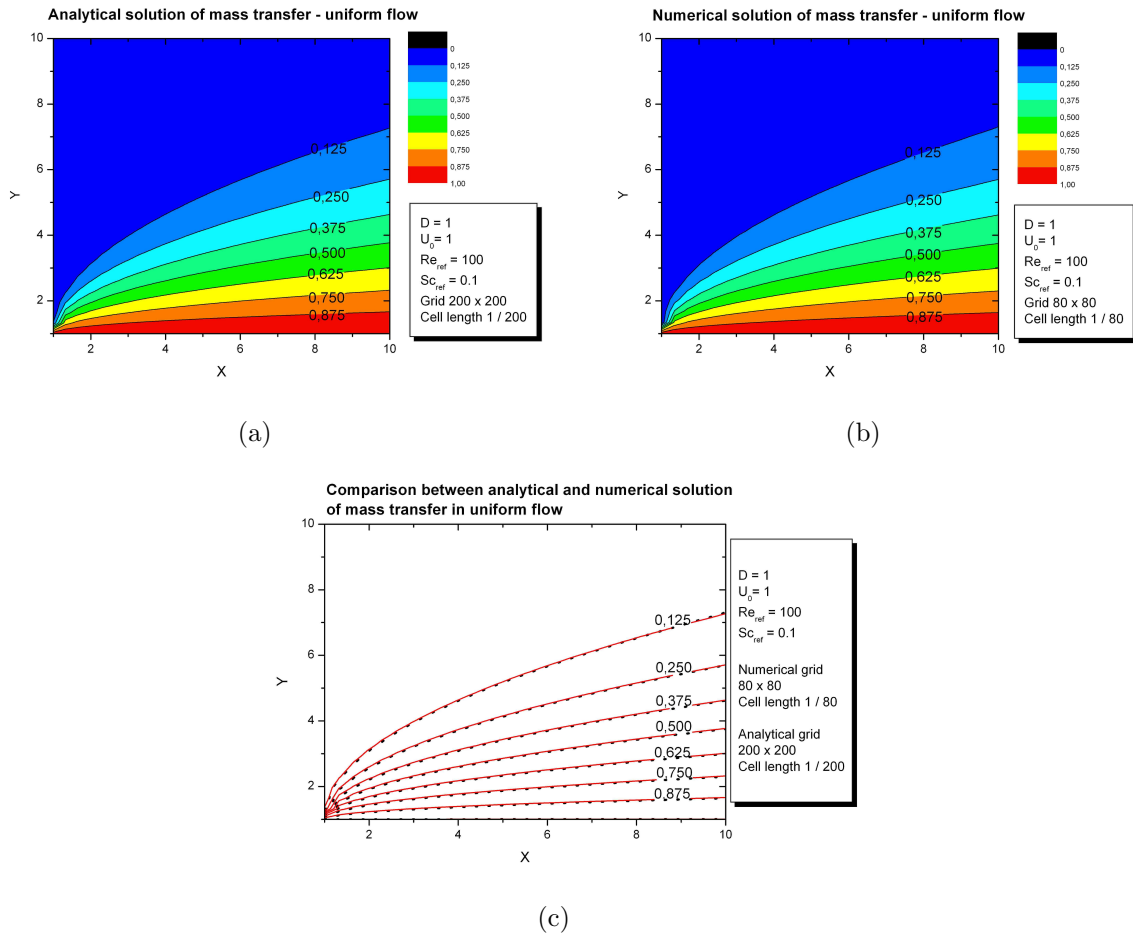 Analytical solution of mass transfer - uniform flow
10
8
6
4
2
Y
2
4
6
8
10
X
0,125
0,250
0,375
0,500
0,625
0,750
0,875
0
0,125
0,250
0,375
0,500
0,625
0,750
0,875
1,00
D = 1
U0= 1
Reref = 100
Scref = 0.1
Grid 200 x 200
Cell length 1 / 200
(a)
Numerical solution of mass transfer - uniform flow
10
8
6
4
2
Y
2
4
6
8
10
X
0,125
0,250
0,375
0,500
0,625
0,750
0,875
0
0,125
0,250
0,375
0,500
0,625
0,750
0,875
1,00
D = 1
U0= 1
Reref = 100
Scref = 0.1
Grid 80 x 80
Cell length 1 / 80
(b)
Comparison between analytical and numerical solution
of mass transfer in uniform flow
10
8
6
4
2
Y
2
4
6
8
10
X
0,125
0,250
0,375
0,500
0,625
0,750
0,875
D = 1
U0= 1
Reref = 100
Scref = 0.1
Numerical grid
80 x 80
Cell length 1 / 80
Analytical grid
200 x 200
Cell length 1 / 200
(c)